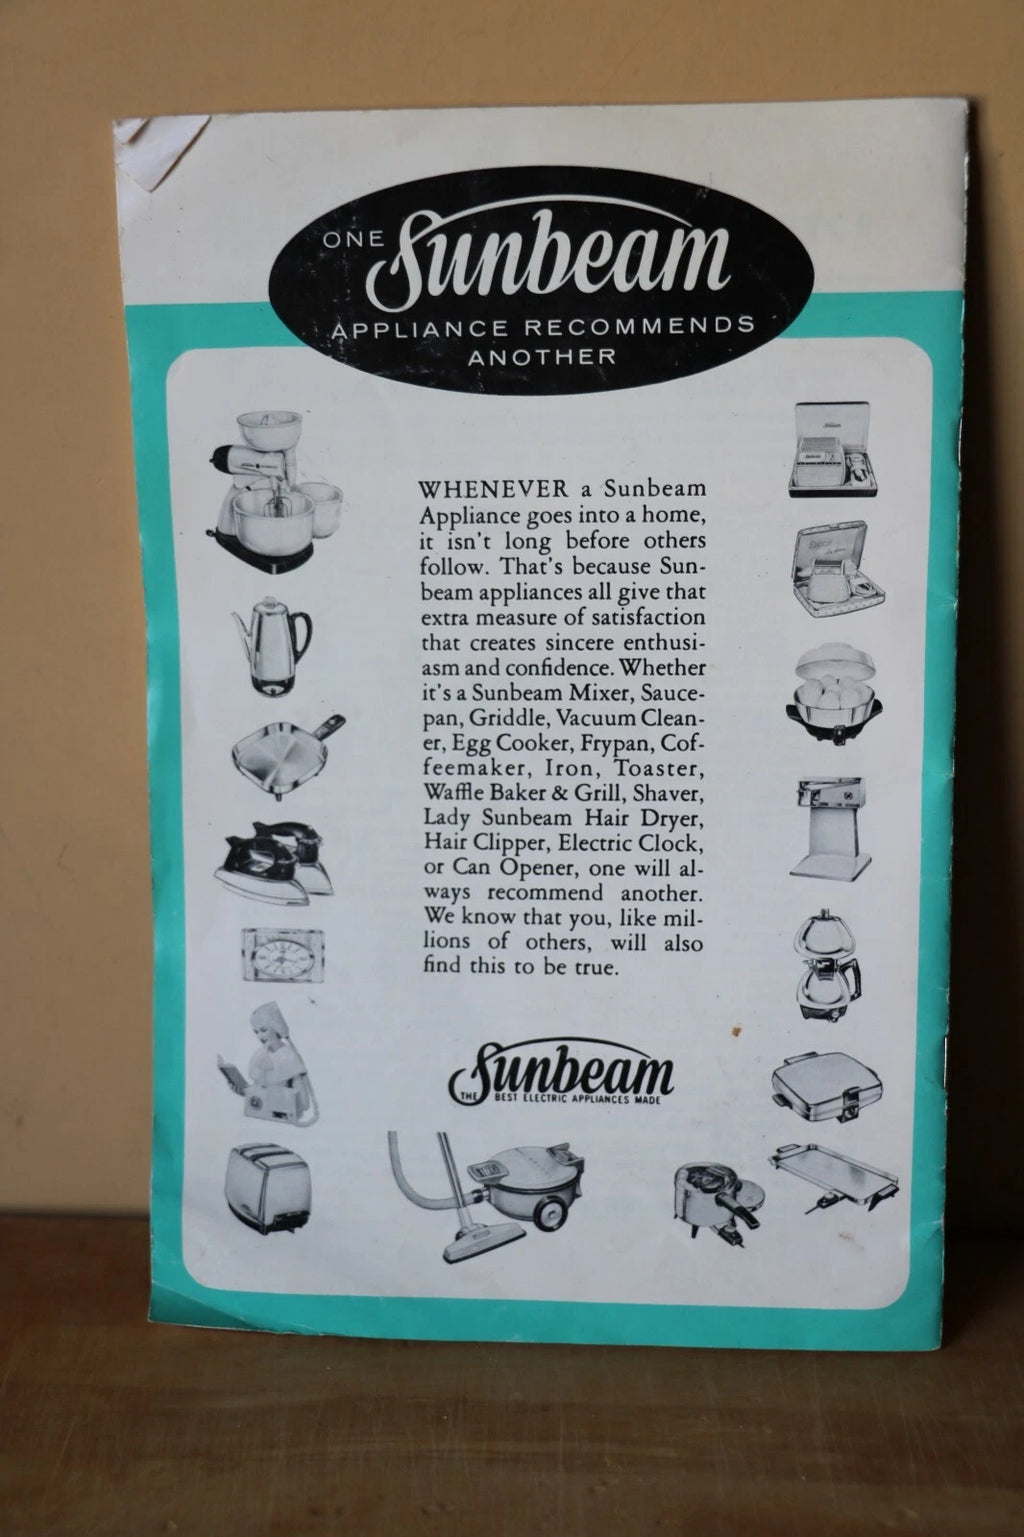 ONE Sunbeam
APPLIANCE RECOMMENDS
ANOTHER
WHENEVER a Sunbeam
Appliance goes into a home,
it isn't long before others
follow. That's because Sun-
beam appliances all give that
extra measure of satisfaction
that creates sincere enthusi-
asm and confidence. Whether
it's a Sunbeam Mixer, Sauce-
pan, Griddle, Vacuum Clean-
er, Egg Cooker, Frypan, Cof-
feemaker, Iron, Toaster,
Waffle Baker & Grill, Shaver,
Lady Sunbeam Hair Dryer,
Hair Clipper, Electric Clock,
or Can Opener, one will al-
ways recommend another.
We know that you, like mil-
lions of others, will also
find this to be true.
Sunbeam
THE BEST ELECTRIC APPLIANCES MADE